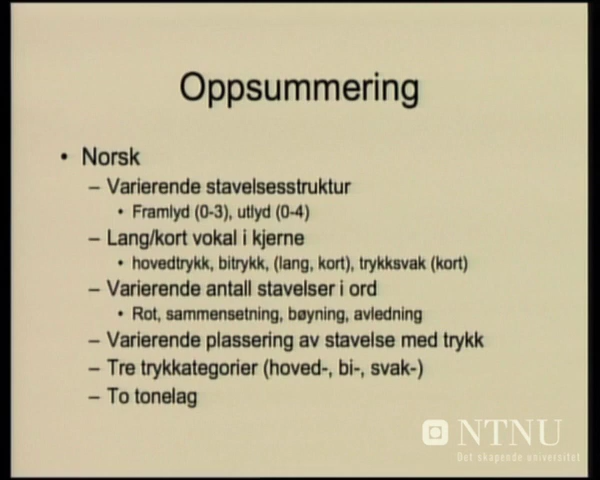 Oppsummering
• Norsk
– Varierende stavelsesstruktur
• Framlyd (0-3), utlyd (0-4)
– Lang/kort vokal i kjerne
• hovedtrykk, bitrykk, (lang, kort), trykksvak (kort)
– Varierende antall stavelser i ord
• Rot, sammensetning, bøyning, avledning
– Varierende plassering av stavelse med trykk
– Tre trykkategorier (hoved-, bi-, svak-)
– To tonelag
NTNU
Det skapende universitet